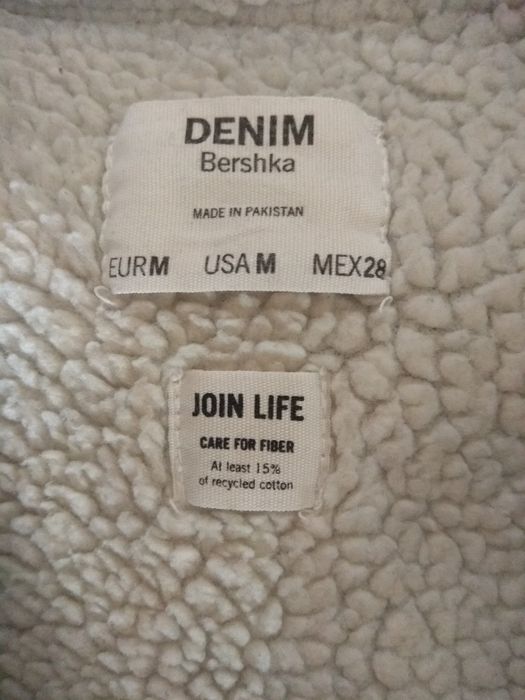 DENIM
Bershka
MADE IN PAKISTAN
EUR M USA M MEX 28
JOIN LIFE
CARE FOR FIBER
At least 15%
of recycled cotton